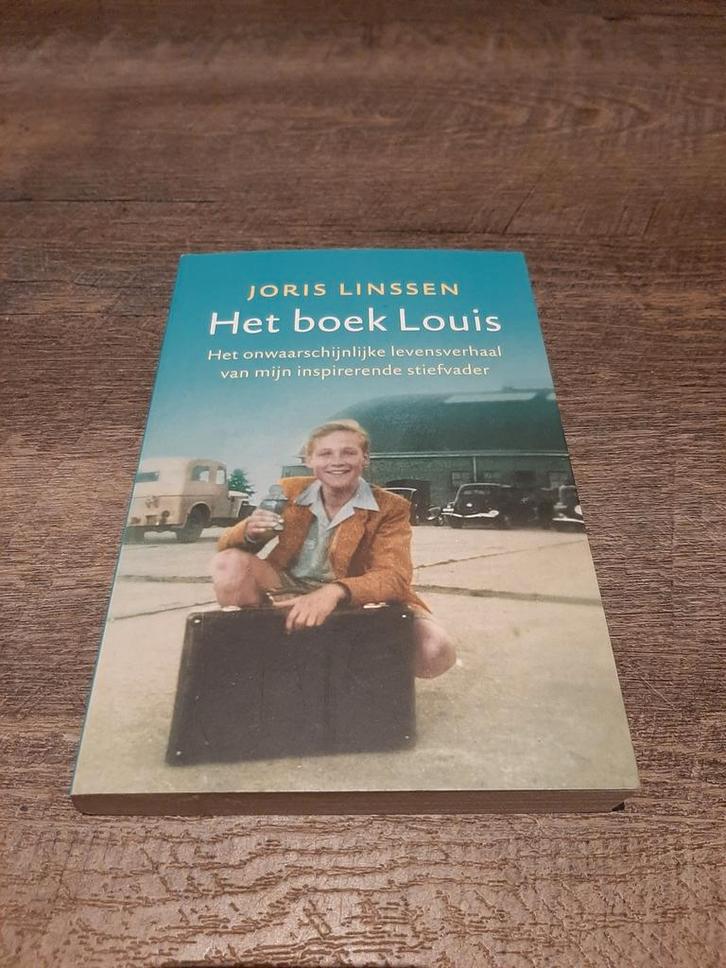 JORIS LINSSEN
Het boek Louis
Het onwaarschijnlijke levensverhaal
van mijn inspirerende stiefvader